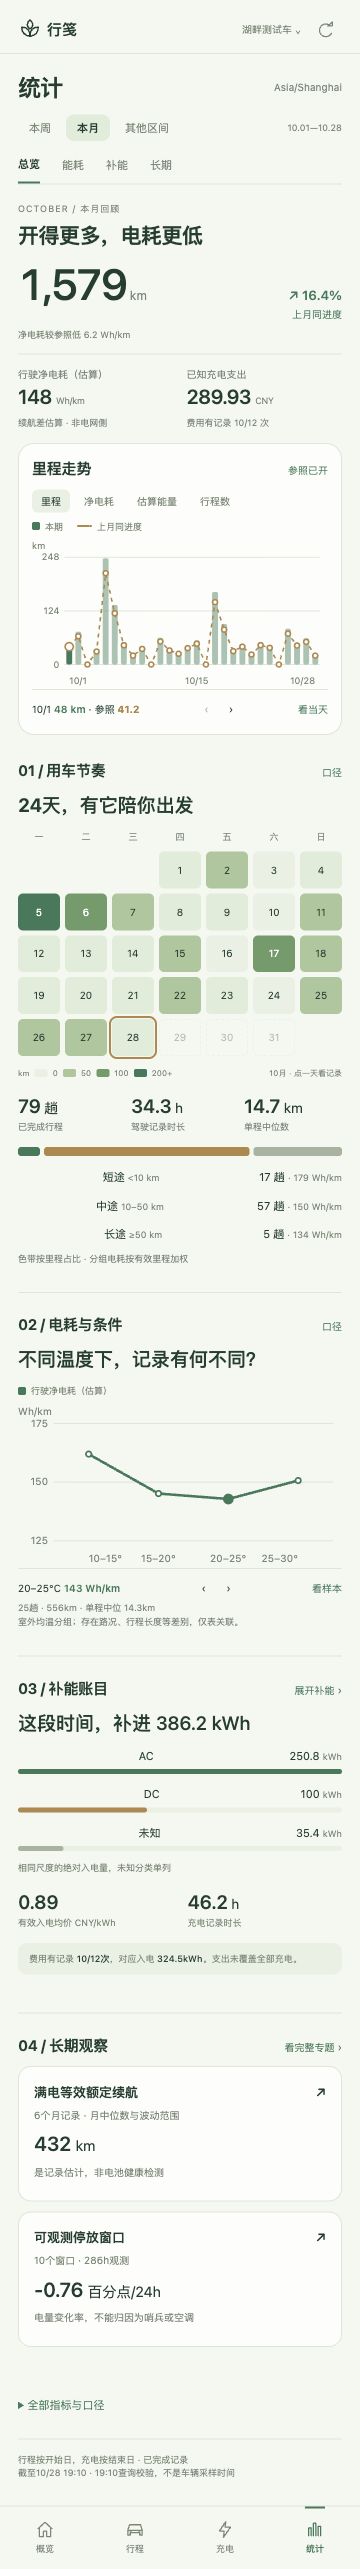 行笺
湖畔测试车
统计
Asia/Shanghai
本周 本月 其他区间 10.01—10.28
总览 能耗 补能 长期
OCTOBER / 本月回顾
开得更多，电耗更低
1,579 km
↗ 16.4%
上月同进度
净电耗较参照低 6.2 Wh/km
行驶净电耗（估算） 已知充电支出
148 Wh/km 289.93 CNY
续航差估算 · 非电网侧 费用有记录 10/12 次
里程走势 参照已开
里程 净电耗 估算能量 行程数
本期 上月同进度
km
248
124
0
10/1 10/15 10/28
10/1 48 km · 参照 41.2 ‹ › 看当天
01 / 用车节奏 口径
24天，有它陪你出发
一 二 三 四 五 六 日
1 2 3 4
5 6 7 8 9 10 11
12 13 14 15 16 17 18
19 20 21 22 23 24 25
26 27 28 29 30 31
km 0 50 100 200+ 10月 · 点一天看记录
79 趟 34.3 h 14.7 km
已完成行程 驾驶记录时长 单程中位数
短途 <10 km 17 趟 · 179 Wh/km
中途 10–50 km 57 趟 · 150 Wh/km
长途 ≥50 km 5 趟 · 134 Wh/km
色带按里程占比 · 分组电耗按有效里程加权
02 / 电耗与条件 口径
不同温度下，记录有何不同?
行驶净电耗（估算）
Wh/km
175
150
125
10–15° 15–20° 20–25° 25–30°
20–25°C 143 Wh/km ‹ › 看样本
25趟 · 556km · 单程中位 14.3km
室外均温分组；存在路况、行程长度等差别，仅表关联。
03 / 补能账目 展开补能 ›
这段时间，补进 386.2 kWh
AC 250.8 kWh
DC 100 kWh
未知 35.4 kWh
相同尺度的绝对入电量，未知分类单列
0.89 46.2 h
有效入电均价 CNY/kWh 充电记录时长
费用有记录 10/12次，对应入电 324.5kWh。支出未覆盖全部充电。
04 / 长期观察 看完整专题 ›
满电等效额定续航 ↗
6个月记录 · 月中位数与波动范围
432 km
是记录估计，非电池健康检测
可观测停放窗口 ↗
10个窗口 · 286h观测
-0.76 百分点/24h
电量变化率，不能归因为哨兵或空调
▶ 全部指标与口径
行程按开始日，充电按结束日 · 已完成记录
截至10/28 19:10 · 19:10查询校验，不是车辆采样时间
概览 行程 充电 统计